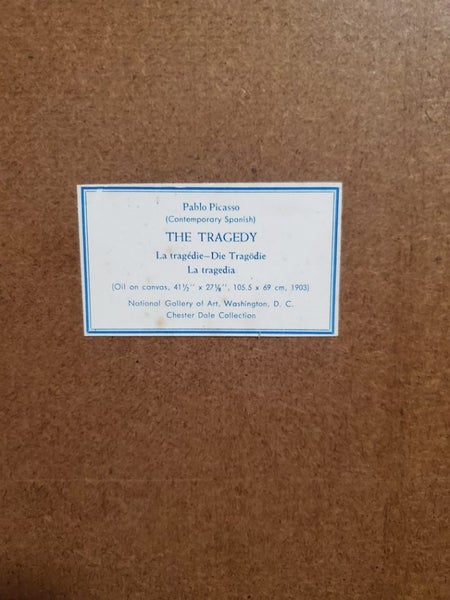 Pablo Picasso
(Contemporary Spanish)
THE TRAGEDY
La tragédie—Die Tragödie
La tragedia
(Oil on canvas, 41½'' x 27⅛'', 105.5 x 69 cm, 1903)
National Gallery of Art, Washington, D. C.
Chester Dale Collection